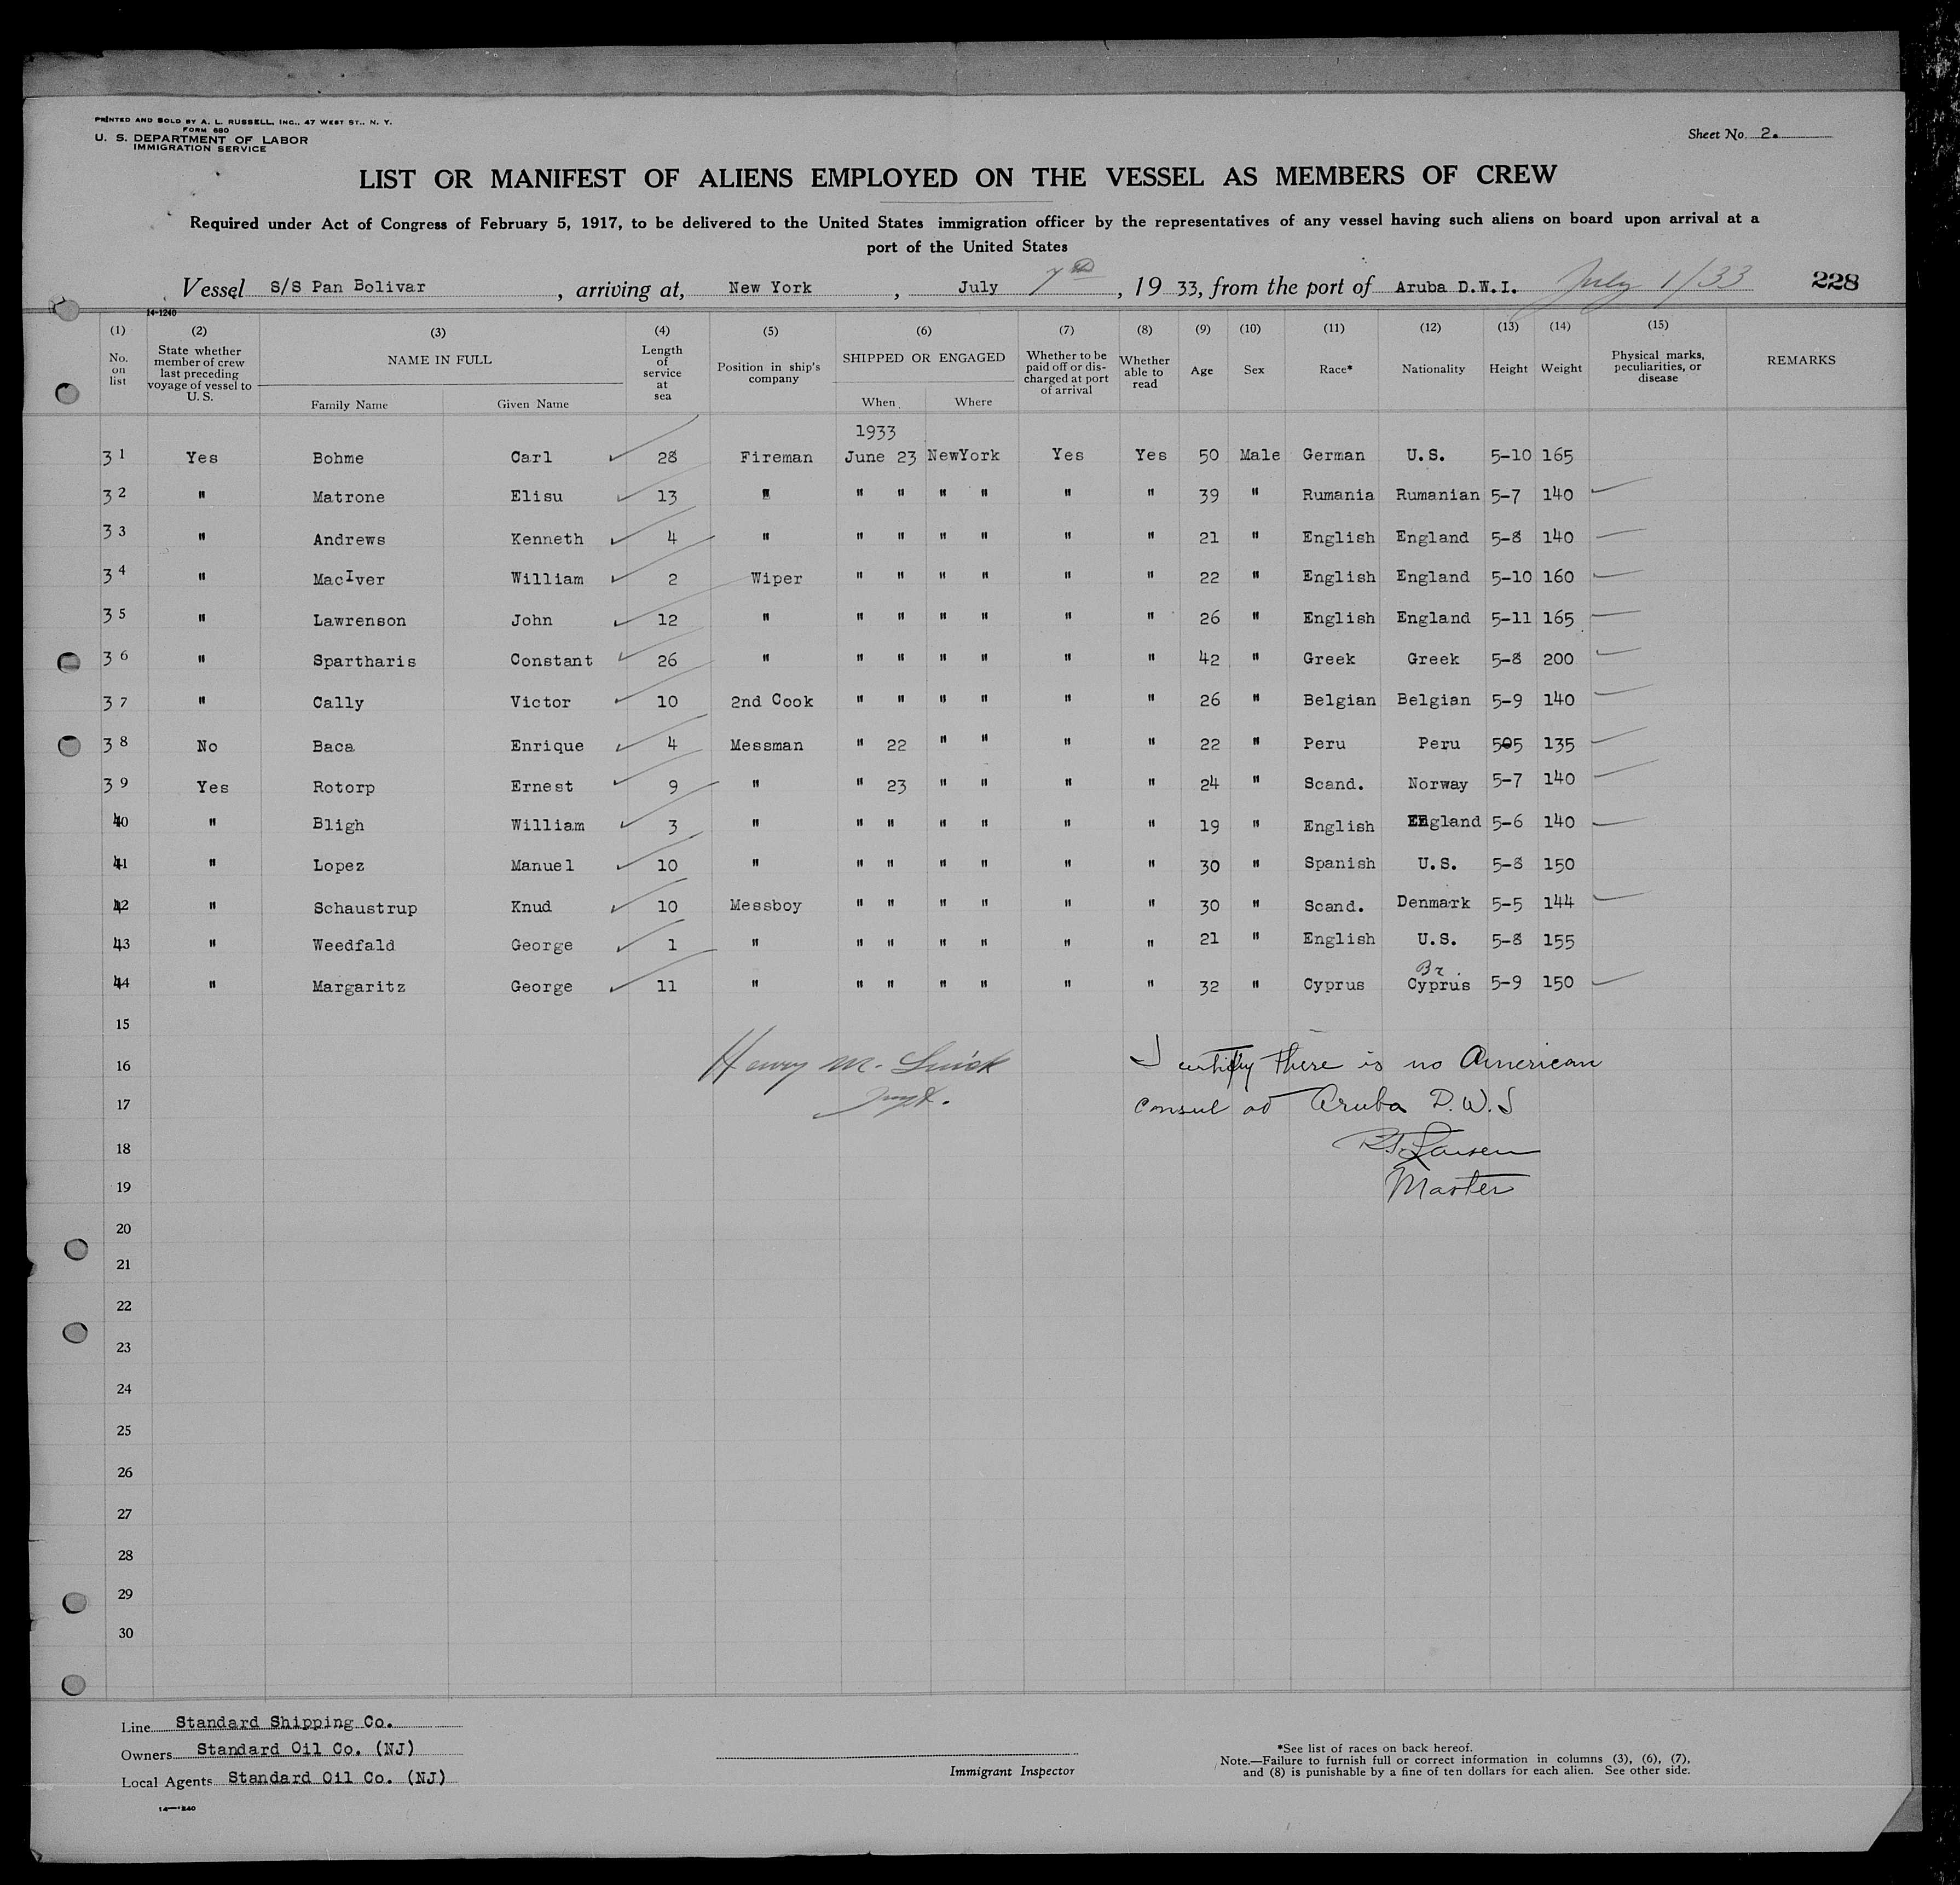 PRINTED AND SOLD BY A. L. RUSSELL, INC., 47 WEST ST., N. Y.
FORM 680
U. S. DEPARTMENT OF LABOR
IMMIGRATION SERVICE
Sheet No. 2.
LIST OR MANIFEST OF ALIENS EMPLOYED ON THE VESSEL AS MEMBERS OF CREW
Required under Act of Congress of February 5, 1917, to be delivered to the United States immigration officer by the representatives of any vessel having such aliens on board upon arrival at a
port of the United States
Vessel S/S Pan Bolivar, arriving at, New York, July 7, 1933, from the port of Aruba D.W.I. July 1/33 228
14-1240
(1) (2) (3) (4) (5) (6) (7) (8) (9) (10) (11) (12) (13) (14) (15)
No. on list State whether member of crew last preceding voyage of vessel to U. S. NAME IN FULL Length of service at sea Position in ship's company SHIPPED OR ENGAGED Whether to be paid off or discharged at port of arrival Whether able to read Age Sex Race* Nationality Height Weight Physical marks, peculiarities, or disease REMARKS
Family Name Given Name When Where
1933
31 Yes Bohme Carl 28 Fireman June 23 NewYork Yes Yes 50 Male German U.S. 5-10 165
32 " Matrone Elisu 13 " " " " " " " 39 " Rumania Rumanian 5-7 140
33 " Andrews Kenneth 4 " " " " " " " 21 " English England 5-8 140
34 " MacIver William 2 Wiper " " " " " " 22 " English England 5-10 160
35 " Lawrenson John 12 " " " " " " " 26 " English England 5-11 165
36 " Spartharis Constant 26 " " " " " " " 42 " Greek Greek 5-8 200
37 " Cally Victor 10 2nd Cook " " " " " " 26 " Belgian Belgian 5-9 140
38 No Baca Enrique 4 Messman " 22 " " " " 22 " Peru Peru 505 135
39 Yes Rotorp Ernest 9 " " 23 " " " " 24 " Scand. Norway 5-7 140
40 " Bligh William 3 " " " " " " " 19 " English England 5-6 140
41 " Lopez Manuel 10 " " " " " " " 30 " Spanish U.S. 5-8 150
42 " Schaustrup Knud 10 Messboy " " " " " " 30 " Scand. Denmark 5-5 144
43 " Weedfald George 1 " " " " " " " 21 " English U.S. 5-8 155
Br.
44 " Margaritz George 11 " " " " " " " 32 " Cyprus Cyprus 5-9 150
15
16 Henry M. I certify there is no American
17 consul at Aruba D.W.I
18 Larsen
19 Master
20
21
22
23
24
25
26
27
28
29
30
Line Standard Shipping Co.
Owners Standard Oil Co. (NJ)
Local Agents Standard Oil Co. (NJ)
Immigrant Inspector
*See list of races on back hereof.
Note.—Failure to furnish full or correct information in columns (3), (6), (7),
and (8) is punishable by a fine of ten dollars for each alien. See other side.
14—1240